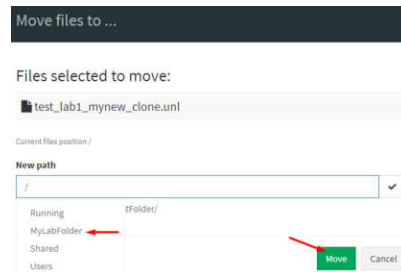 Move files to ...
Files selected to move:
test_lab1_mynew_clone.unl
Current files position /
New path
/
Running
tFolder/
MyLabFolder
Shared
Users
Move Cancel